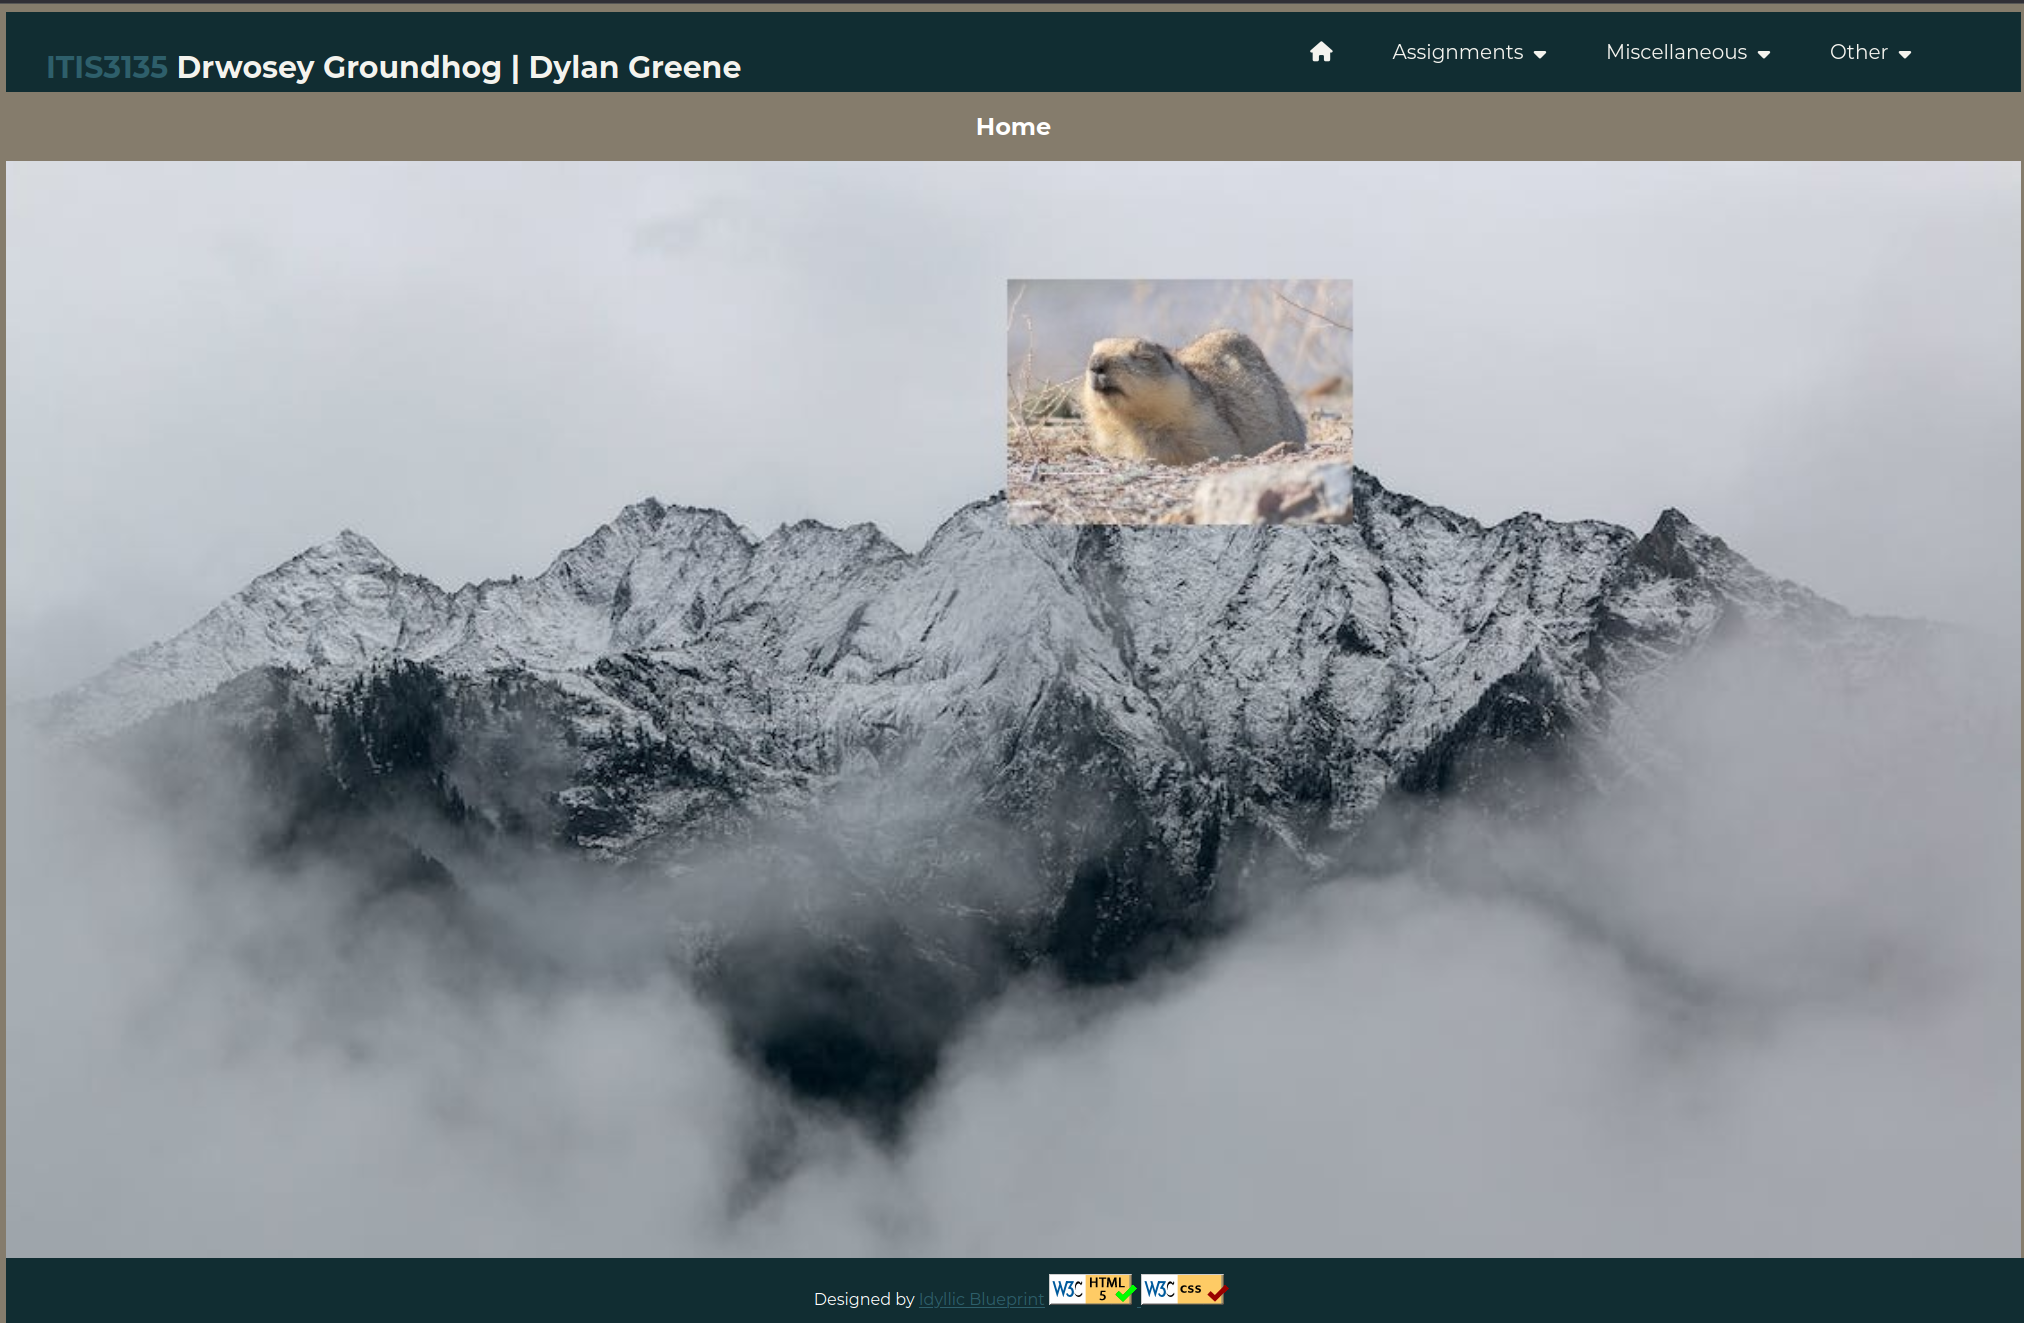 ITIS3135 Drwosey Groundhog | Dylan Greene
Assignments
Miscellaneous
Other
Home
Designed by Idyllic Blueprint
W3C HTML 5
W3C css